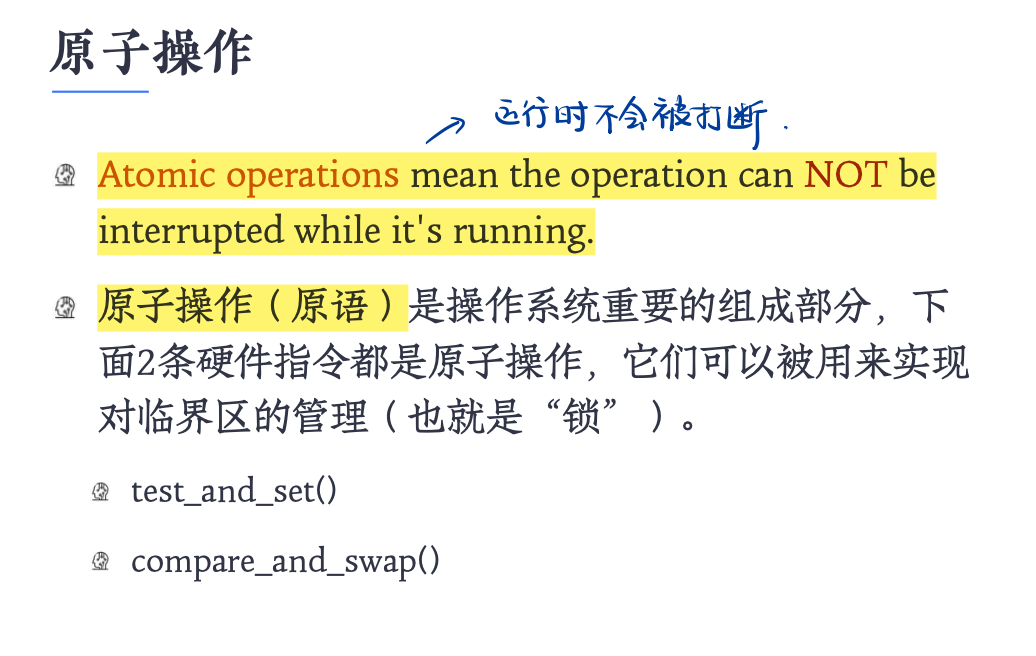 原子操作
运行时不会被打断.
Atomic operations mean the operation can NOT be
interrupted while it's running.
原子操作（原语）是操作系统重要的组成部分，下
面2条硬件指令都是原子操作，它们可以被用来实现
对临界区的管理（也就是“锁”）。
test_and_set()
compare_and_swap()